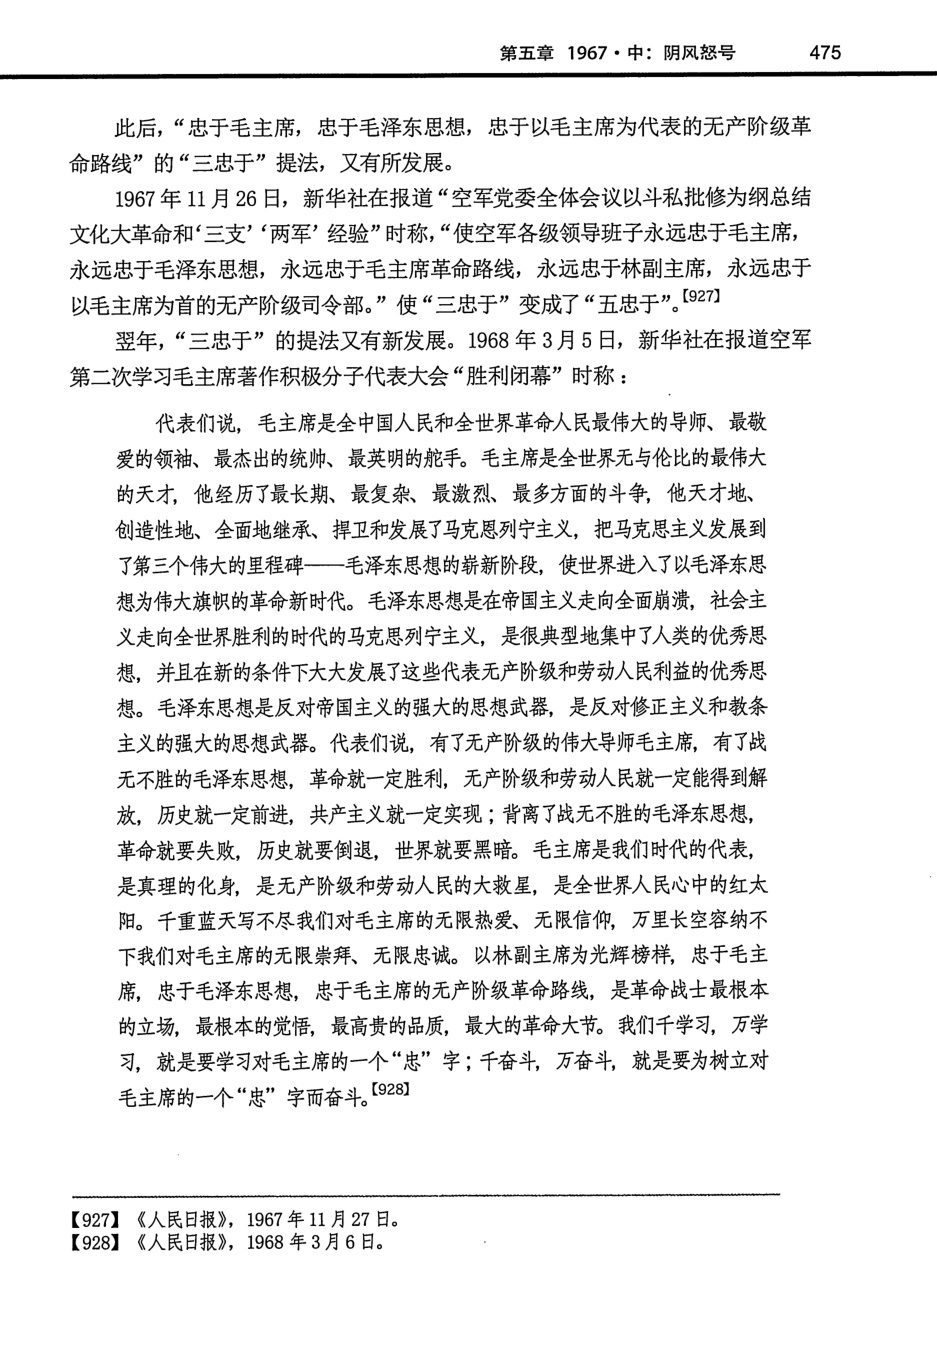 第五章 1967·中：阴风怒号 475
此后，“忠于毛主席，忠于毛泽东思想，忠于以毛主席为代表的无产阶级革
命路线”的“三忠于”提法，又有所发展。
1967年11月26日，新华社在报道“空军党委全体会议以斗私批修为纲总结
文化大革命和‘三支’‘两军’经验”时称，“使空军各级领导班子永远忠于毛主席，
永远忠于毛泽东思想，永远忠于毛主席革命路线，永远忠于林副主席，永远忠于
以毛主席为首的无产阶级司令部。”使“三忠于”变成了“五忠于”。【927】
翌年，“三忠于”的提法又有新发展。1968年3月5日，新华社在报道空军
第二次学习毛主席著作积极分子代表大会“胜利闭幕”时称：
代表们说，毛主席是全中国人民和全世界革命人民最伟大的导师、最敬
爱的领袖、最杰出的统帅、最英明的舵手。毛主席是全世界无与伦比的最伟大
的天才，他经历了最长期、最复杂、最激烈、最多方面的斗争，他天才地、
创造性地、全面地继承、捍卫和发展了马克恩列宁主义，把马克思主义发展到
了第三个伟大的里程碑——毛泽东思想的崭新阶段，使世界进入了以毛泽东思
想为伟大旗帜的革命新时代。毛泽东思想是在帝国主义走向全面崩溃，社会主
义走向全世界胜利的时代的马克思列宁主义，是很典型地集中了人类的优秀思
想，并且在新的条件下大大发展了这些代表无产阶级和劳动人民利益的优秀思
想。毛泽东思想是反对帝国主义的强大的思想武器，是反对修正主义和教条
主义的强大的思想武器。代表们说，有了无产阶级的伟大导师毛主席，有了战
无不胜的毛泽东思想，革命就一定胜利，无产阶级和劳动人民就一定能得到解
放，历史就一定前进，共产主义就一定实现；背离了战无不胜的毛泽东思想，
革命就要失败，历史就要倒退，世界就要黑暗。毛主席是我们时代的代表，
是真理的化身，是无产阶级和劳动人民的大救星，是全世界人民心中的红太
阳。千重蓝天写不尽我们对毛主席的无限热爱、无限信仰，万里长空容纳不
下我们对毛主席的无限崇拜、无限忠诚。以林副主席为光辉榜样，忠于毛主
席，忠于毛泽东思想，忠于毛主席的无产阶级革命路线，是革命战士最根本
的立场，最根本的觉悟，最高贵的品质，最大的革命大节。我们千学习，万学
习，就是要学习对毛主席的一个“忠”字；千奋斗，万奋斗，就是要为树立对
毛主席的一个“忠”字而奋斗。【928】
【927】《人民日报》，1967年11月27日。
【928】《人民日报》，1968年3月6日。